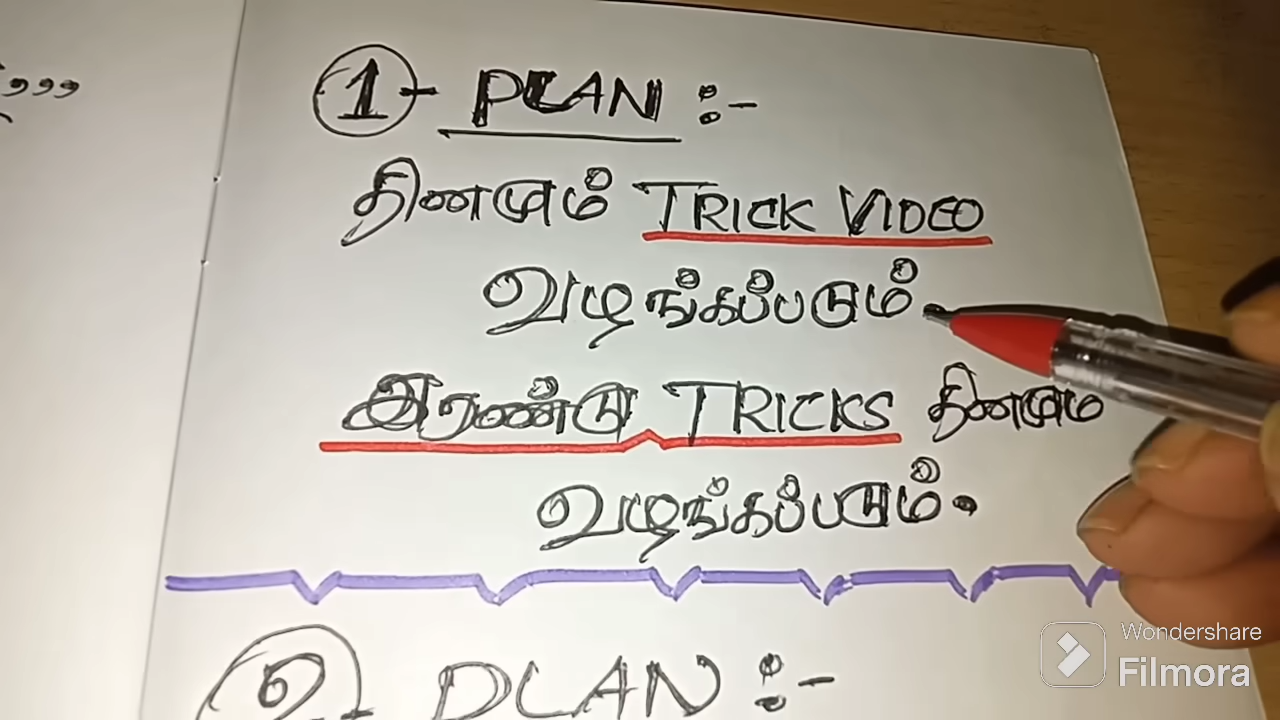 1 - PLAN :-
தினமும் TRICK VIDEO
வழங்கப்படும்.
இரண்டு TRICKS தினமும்
வழங்கப்படும்.
2 - PLAN :-
Wondershare
Filmora